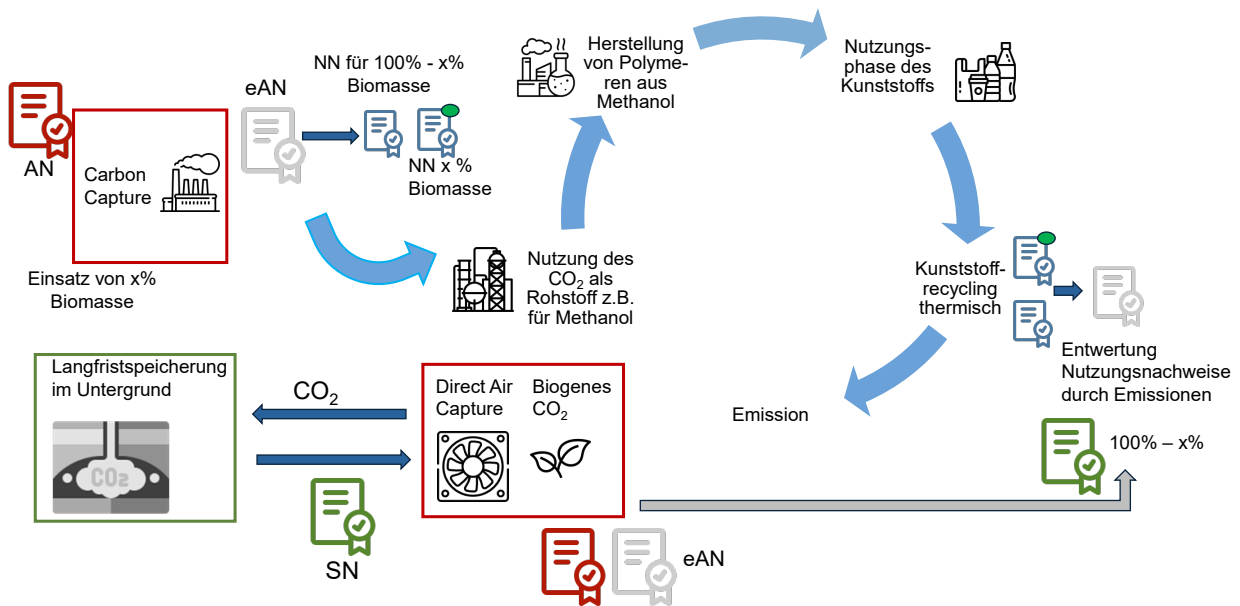 NN für 100% - x%
Biomasse
eAN
AN
Carbon
Capture
NN x %
Biomasse
Einsatz von x%
Biomasse
Nutzung des
CO₂ als
Rohstoff z.B.
für Methanol
Herstellung
von Polyme-
ren aus
Methanol
Nutzungs-
phase des
Kunststoffs
Kunststoff-
recycling
thermisch
Entwertung
Nutzungsnachweise
durch Emissionen
100% – x%
Emission
Langfristspeicherung
im Untergrund
CO₂
CO₂
SN
Direct Air
Capture
Biogenes
CO₂
eAN